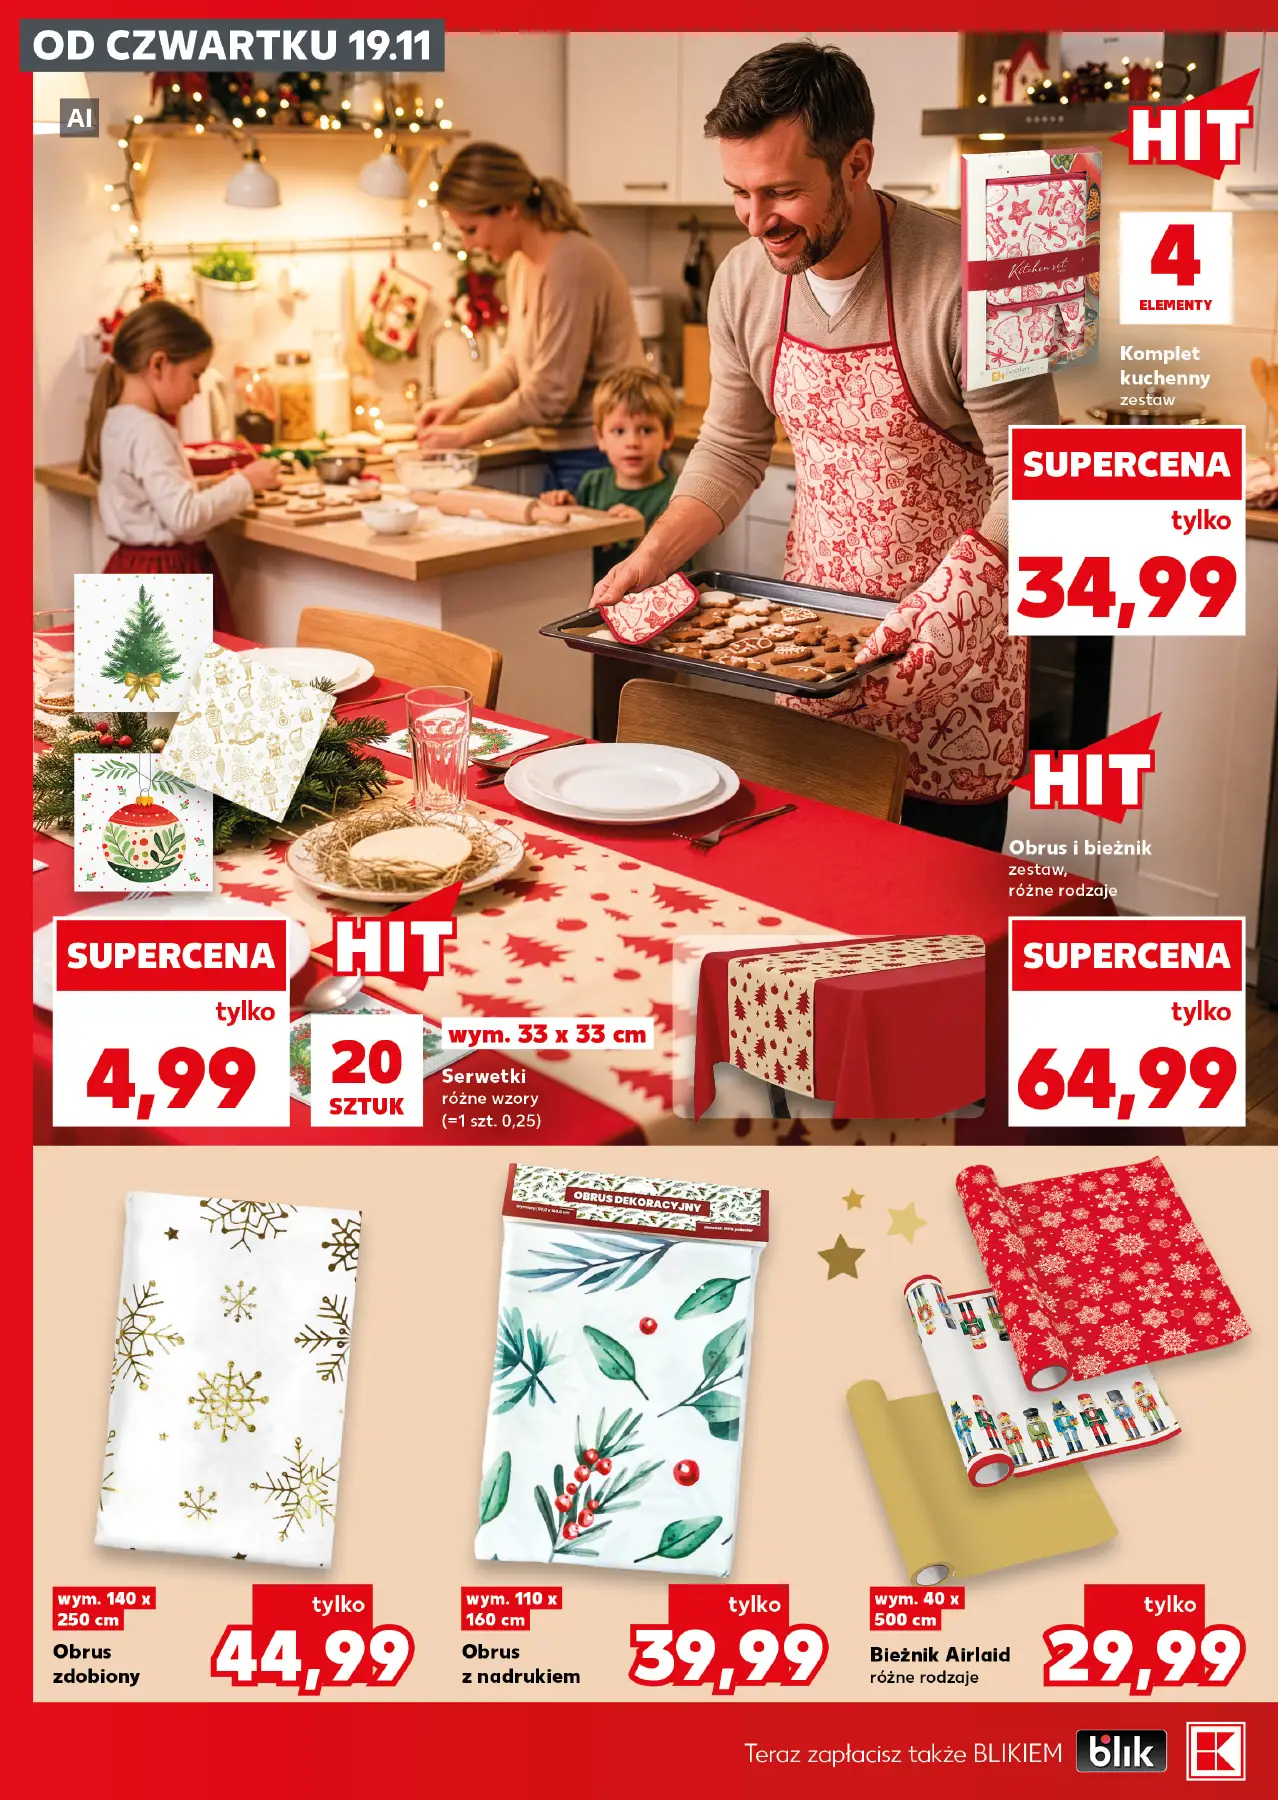 OD CZWARTKU 19.11
AI
HIT
Kitchen set
4
ELEMENTY
Komplet
kuchenny
zestaw
SUPERCENA
tylko
34,99
HIT
Obrus i bieżnik
zestaw,
różne rodzaje
SUPERCENA
tylko
64,99
SUPERCENA
tylko
4,99
HIT
20
SZTUK
wym. 33 x 33 cm
Serwetki
różne wzory
(=1 szt. 0,25)
OBRUS DEKORACYJNY
wym. 140 x
250 cm
Obrus
zdobiony
tylko
44,99
wym. 110 x
160 cm
Obrus
z nadrukiem
tylko
39,99
wym. 40 x
500 cm
Bieżnik Airlaid
różne rodzaje
tylko
29,99
Teraz zapłacisz także BLIKIEM
blik
K